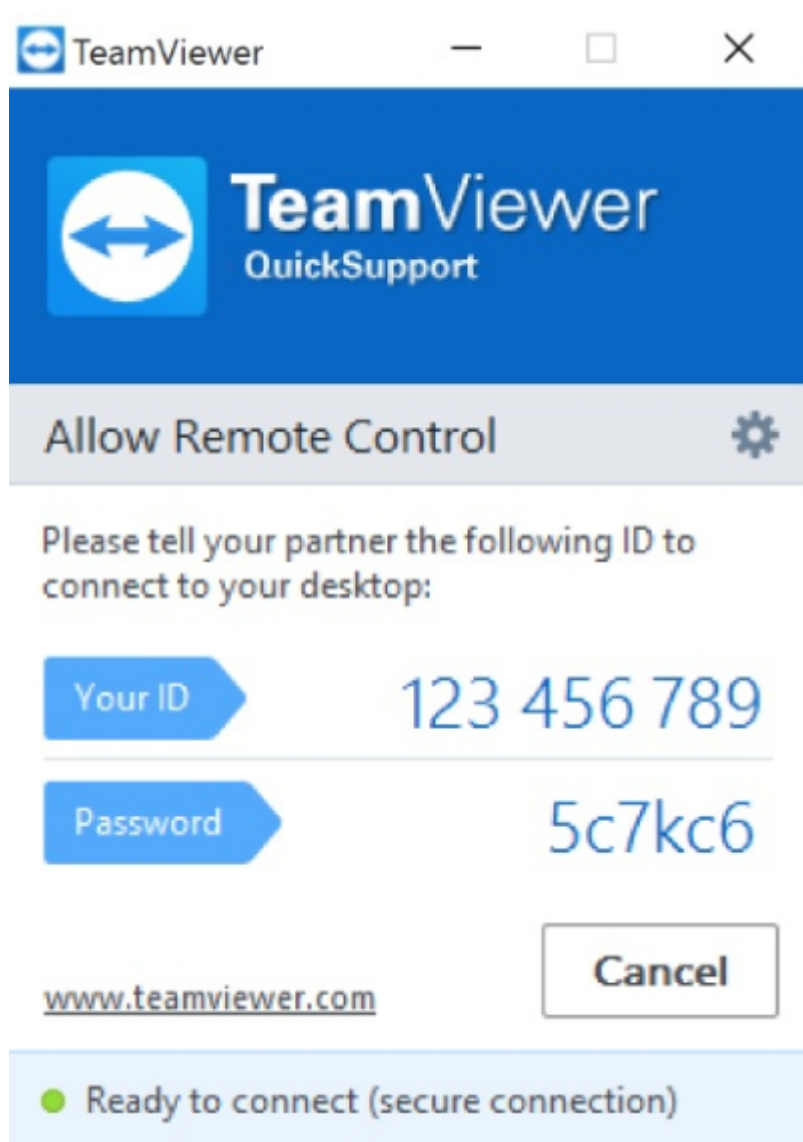 TeamViewer
TeamViewer
QuickSupport
Allow Remote Control
Please tell your partner the following ID to
connect to your desktop:
Your ID 123 456 789
Password 5c7kc6
www.teamviewer.com
Cancel
Ready to connect (secure connection)